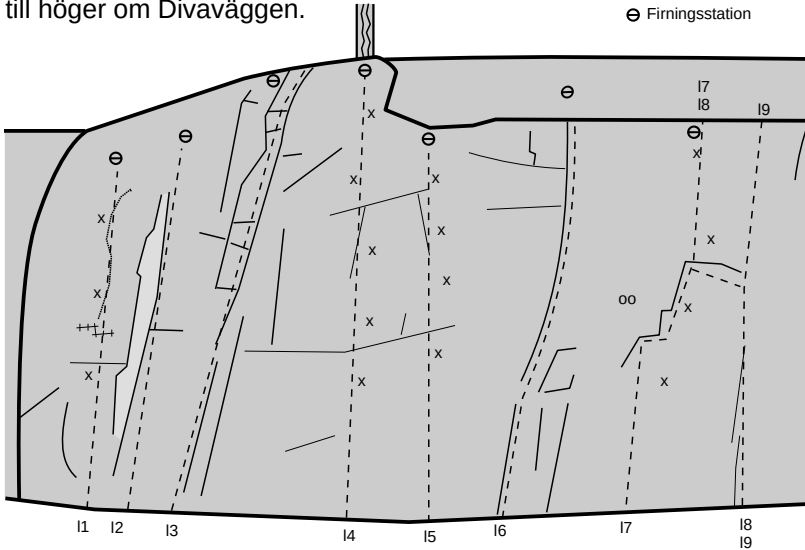 till höger om Divaväggen.
Firningsstation
l7
l8
l9
x
x
x
x
x
x
x
x
x
x
oo
x
x
x
x
x
x
x
x
l1 l2 l3 l4 l5 l6 l7 l8
l9